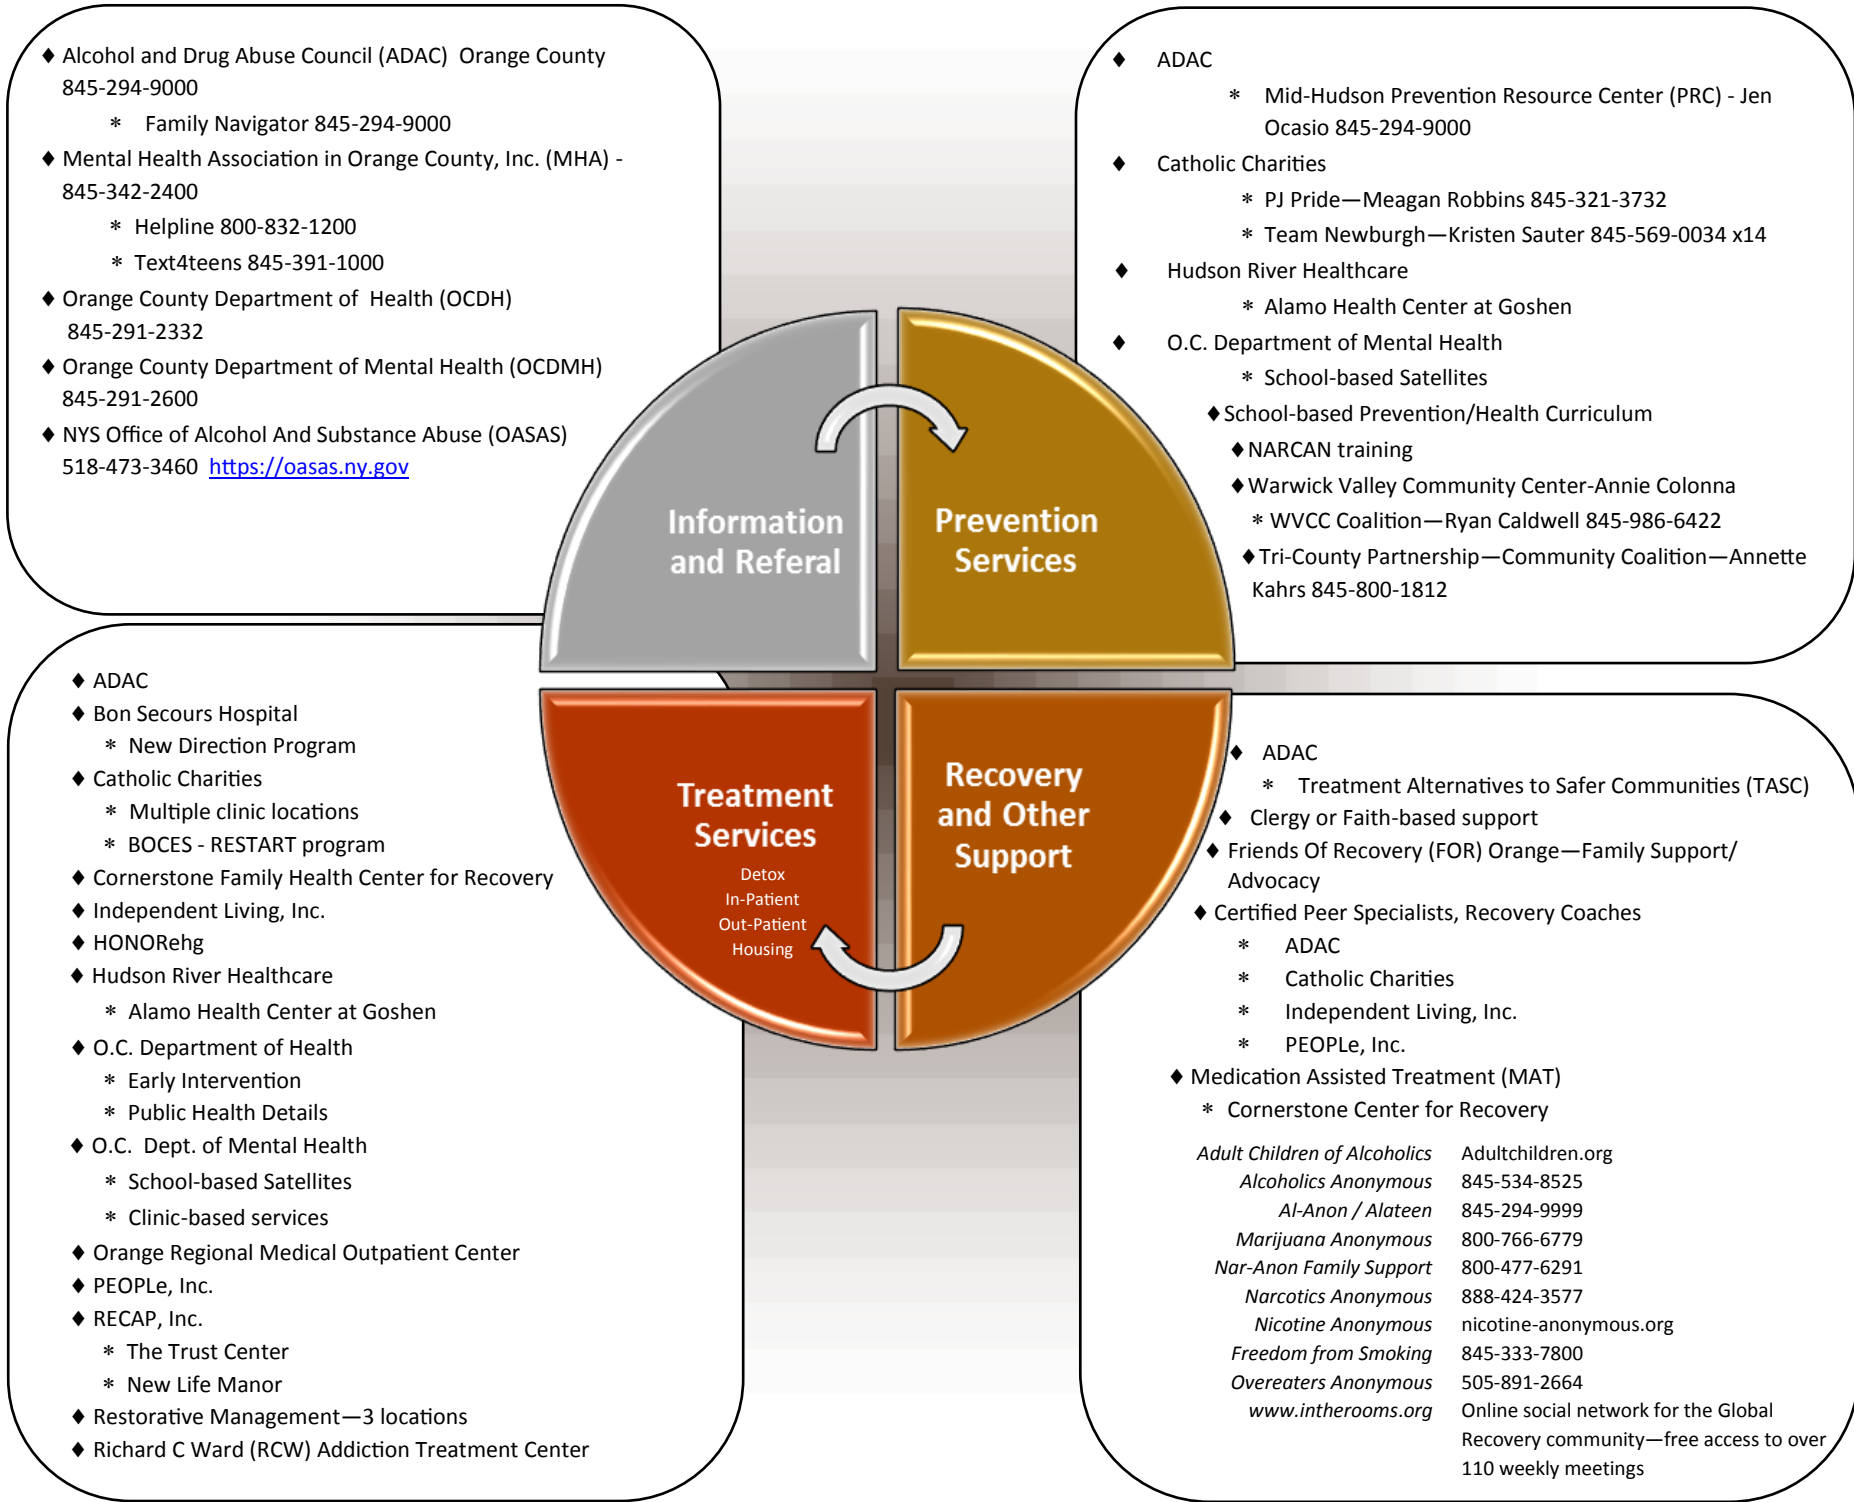 ♦ Alcohol and Drug Abuse Council (ADAC)  Orange County
845-294-9000
* Family Navigator 845-294-9000
♦ Mental Health Association in Orange County, Inc. (MHA) -
845-342-2400
* Helpline 800-832-1200
* Text4teens 845-391-1000
♦ Orange County Department of  Health (OCDH)
845-291-2332
♦ Orange County Department of Mental Health (OCDMH)
845-291-2600
♦ NYS Office of Alcohol And Substance Abuse (OASAS)
518-473-3460  https://oasas.ny.gov
♦ ADAC
* Mid-Hudson Prevention Resource Center (PRC) - Jen
Ocasio 845-294-9000
♦ Catholic Charities
* PJ Pride—Meagan Robbins 845-321-3732
* Team Newburgh—Kristen Sauter 845-569-0034 x14
♦ Hudson River Healthcare
* Alamo Health Center at Goshen
♦ O.C. Department of Mental Health
* School-based Satellites
♦School-based Prevention/Health Curriculum
♦NARCAN training
♦Warwick Valley Community Center-Annie Colonna
* WVCC Coalition—Ryan Caldwell 845-986-6422
♦Tri-County Partnership—Community Coalition—Annette
Kahrs 845-800-1812
Information
and Referal
Prevention
Services
Treatment
Services
Detox
In-Patient
Out-Patient
Housing
Recovery
and Other
Support
♦ ADAC
♦ Bon Secours Hospital
* New Direction Program
♦ Catholic Charities
* Multiple clinic locations
* BOCES - RESTART program
♦ Cornerstone Family Health Center for Recovery
♦ Independent Living, Inc.
♦ HONORehg
♦ Hudson River Healthcare
* Alamo Health Center at Goshen
♦ O.C. Department of Health
* Early Intervention
* Public Health Details
♦ O.C.  Dept. of Mental Health
* School-based Satellites
* Clinic-based services
♦ Orange Regional Medical Outpatient Center
♦ PEOPLe, Inc.
♦ RECAP, Inc.
* The Trust Center
* New Life Manor
♦ Restorative Management—3 locations
♦ Richard C Ward (RCW) Addiction Treatment Center
♦ ADAC
* Treatment Alternatives to Safer Communities (TASC)
♦ Clergy or Faith-based support
♦ Friends Of Recovery (FOR) Orange—Family Support/
Advocacy
♦ Certified Peer Specialists, Recovery Coaches
* ADAC
* Catholic Charities
* Independent Living, Inc.
* PEOPLe, Inc.
♦ Medication Assisted Treatment (MAT)
* Cornerstone Center for Recovery
Adult Children of Alcoholics Adultchildren.org
Alcoholics Anonymous 845-534-8525
Al-Anon / Alateen 845-294-9999
Marijuana Anonymous 800-766-6779
Nar-Anon Family Support 800-477-6291
Narcotics Anonymous 888-424-3577
Nicotine Anonymous nicotine-anonymous.org
Freedom from Smoking 845-333-7800
Overeaters Anonymous 505-891-2664
www.intherooms.org Online social network for the Global
Recovery community—free access to over
110 weekly meetings